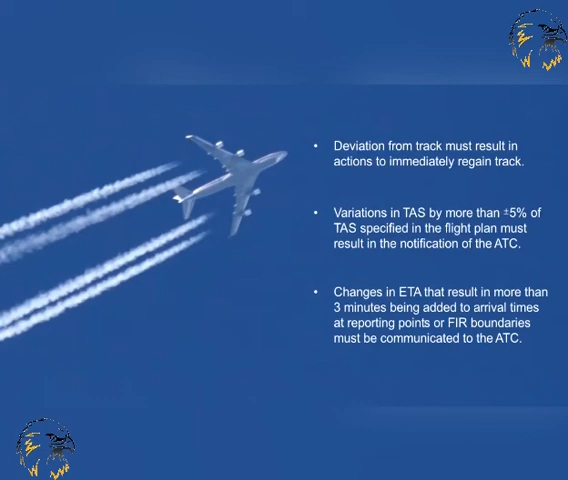 • Deviation from track must result in
actions to immediately regain track.
• Variations in TAS by more than ±5% of
TAS specified in the flight plan must
result in the notification of the ATC.
• Changes in ETA that result in more than
3 minutes being added to arrival times
at reporting points or FIR boundaries
must be communicated to the ATC.